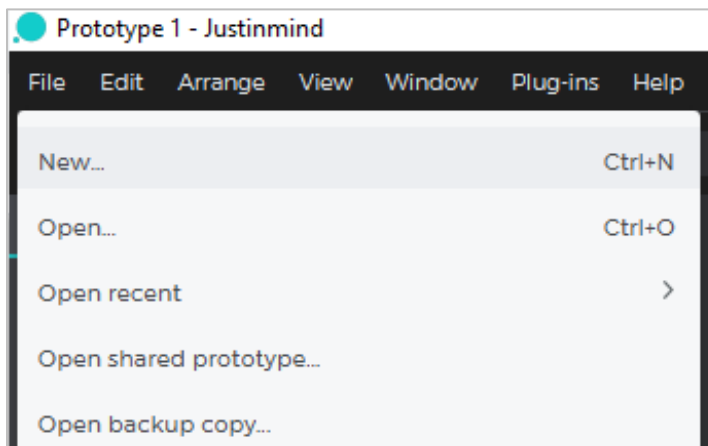 Prototype 1 - Justinmind
File Edit Arrange View Window Plug-ins Help
New... Ctrl+N
Open... Ctrl+O
Open recent
Open shared prototype...
Open backup copy...